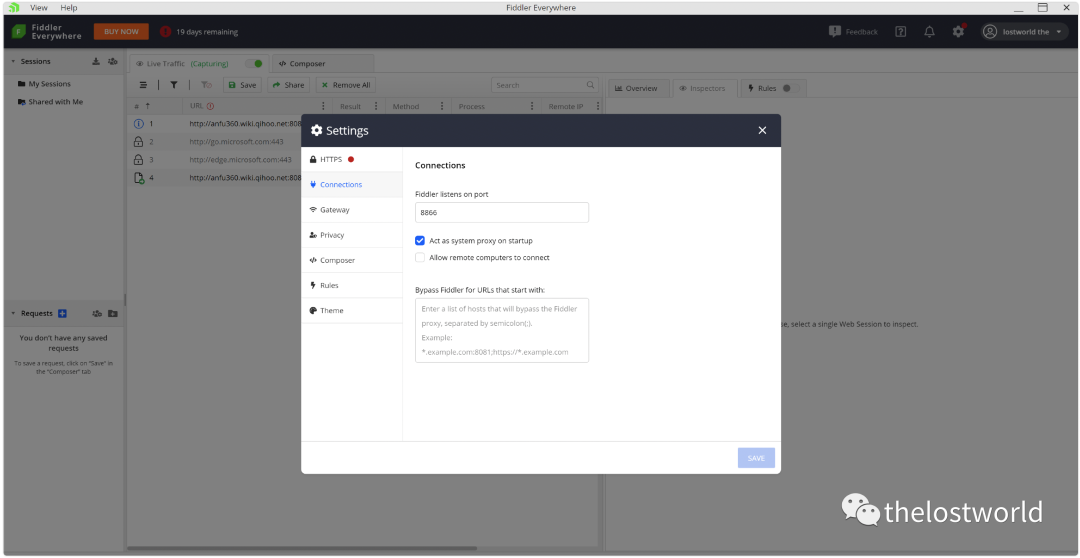 View Help Fiddler Everywhere
Fiddler
Everywhere
BUY NOW
19 days remaining
Feedback
lostworld the
Sessions
My Sessions
Shared with Me
Live Traffic (Capturing)
Composer
Save
Share
Remove All
Search
# URL Result Method Process Remote IP
1 http://anfu360.wiki.qihoo.net:808
2 http://go.microsoft.com:443
3 http://edge.microsoft.com:443
4 http://anfu360.wiki.qihoo.net:808
Overview
Inspectors
Rules
se, select a single Web Session to inspect.
Requests
You don't have any saved
requests
To save a request, click on "Save" in
the "Composer" tab
Settings
HTTPS
Connections
Gateway
Privacy
Composer
Rules
Theme
Connections
Fiddler listens on port
8866
Act as system proxy on startup
Allow remote computers to connect
Bypass Fiddler for URLs that start with:
Enter a list of hosts that will bypass the Fiddler
proxy, separated by semicolon(;).
Example:
*.example.com:8081;https://*.example.com
SAVE
thelostworld